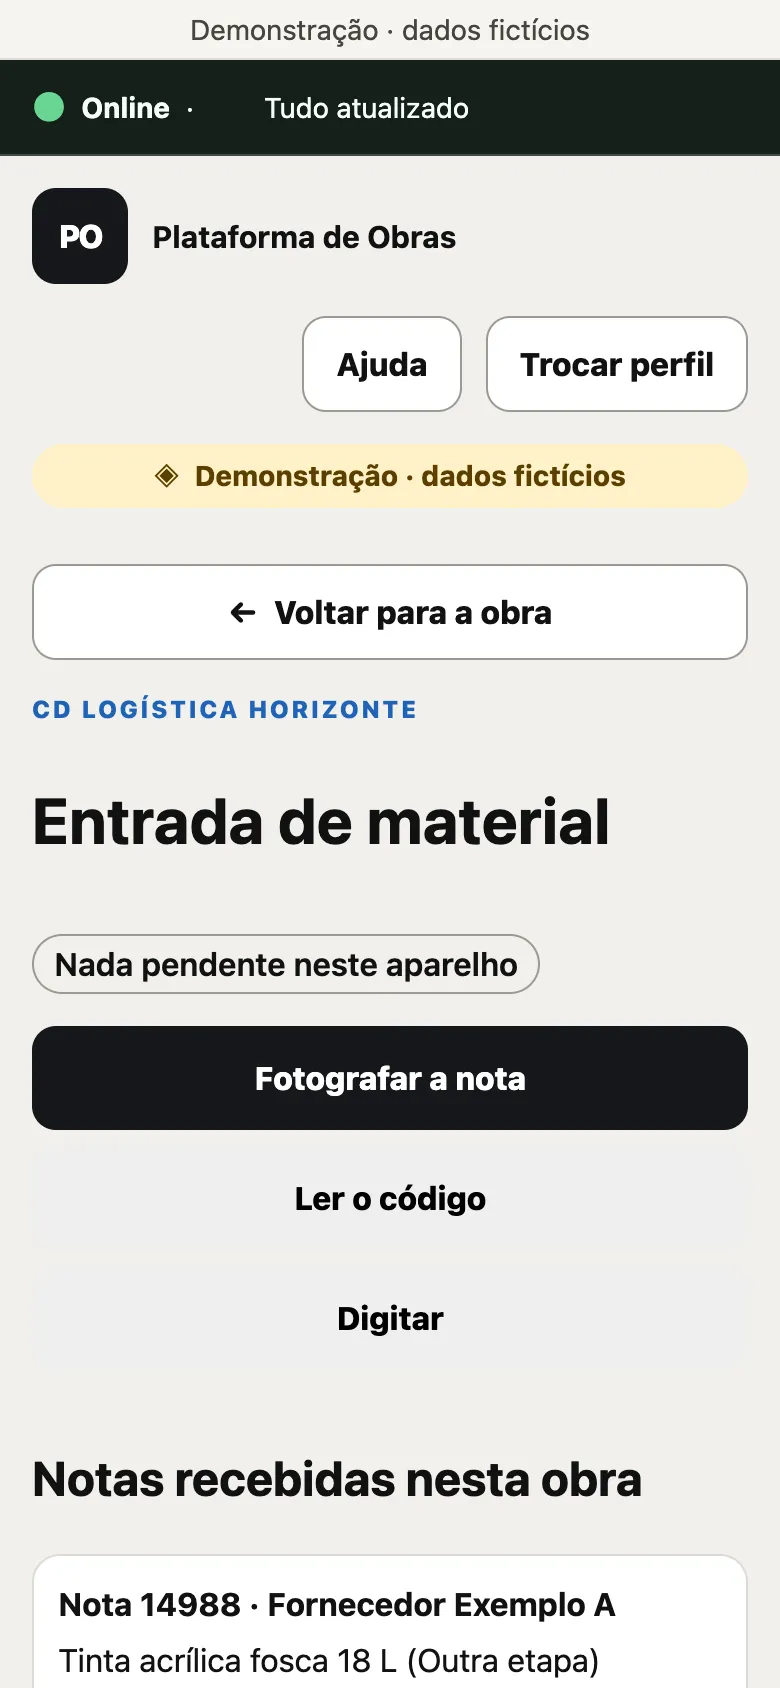 Demonstração · dados fictícios
Online · Tudo atualizado
PO Plataforma de Obras
Ajuda Trocar perfil
◈ Demonstração · dados fictícios
← Voltar para a obra
CD LOGÍSTICA HORIZONTE
Entrada de material
Nada pendente neste aparelho
Fotografar a nota
Ler o código
Digitar
Notas recebidas nesta obra
Nota 14988 · Fornecedor Exemplo A
Tinta acrílica fosca 18 L (Outra etapa)